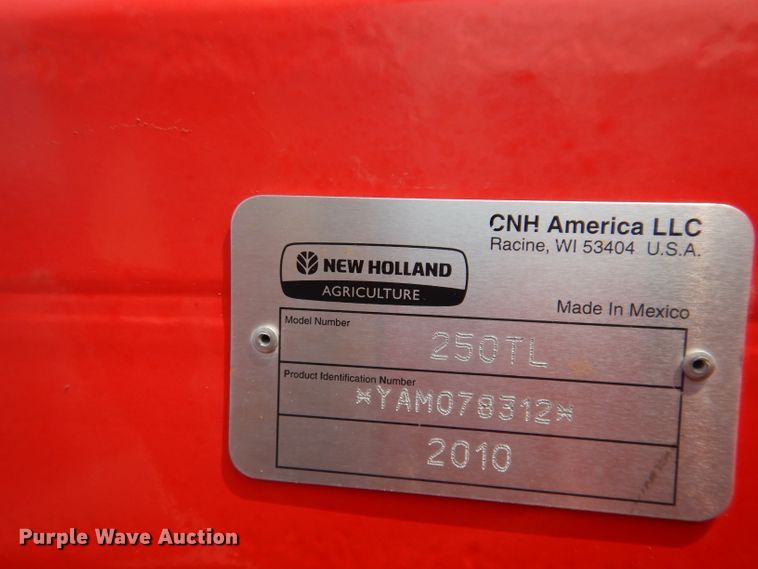 CNH America LLC
Racine, WI 53404 U.S.A.
NEW HOLLAND
AGRICULTURE
Made In Mexico
Model Number
250TL
Product Identification Number
*YAM078312*
2010
Purple Wave Auction